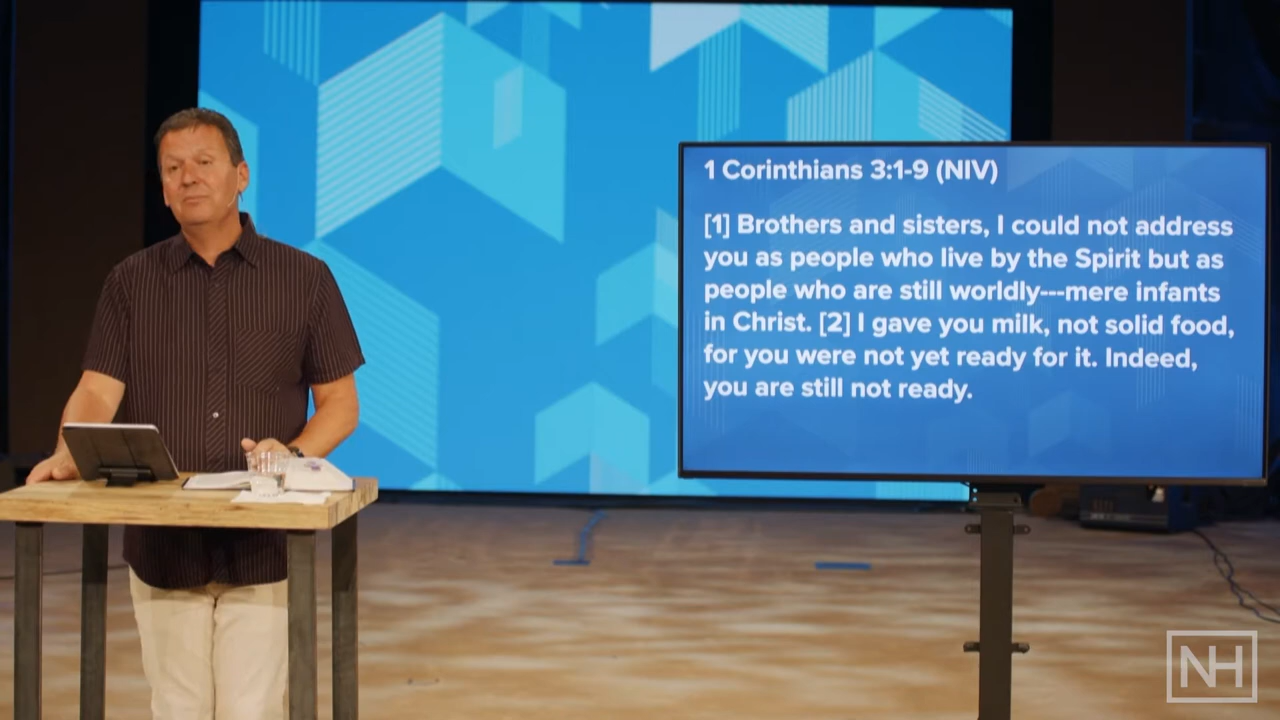 1 Corinthians 3:1-9 (NIV)
[1] Brothers and sisters, I could not address
you as people who live by the Spirit but as
people who are still worldly---mere infants
in Christ. [2] I gave you milk, not solid food,
for you were not yet ready for it. Indeed,
you are still not ready.
NH